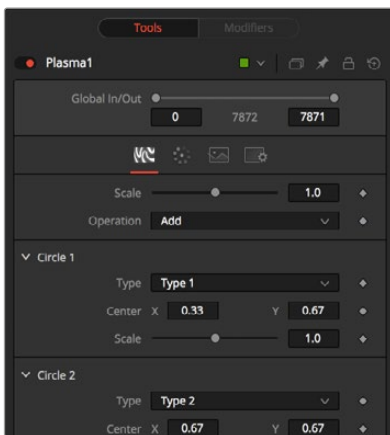 Tools Modifiers
Plasma1
Global In/Out
0 7872 7871
Scale 1.0
Operation Add
Circle 1
Type Type 1
Center X 0.33 Y 0.67
Scale 1.0
Circle 2
Type Type 2
Center X 0.67 Y 0.67